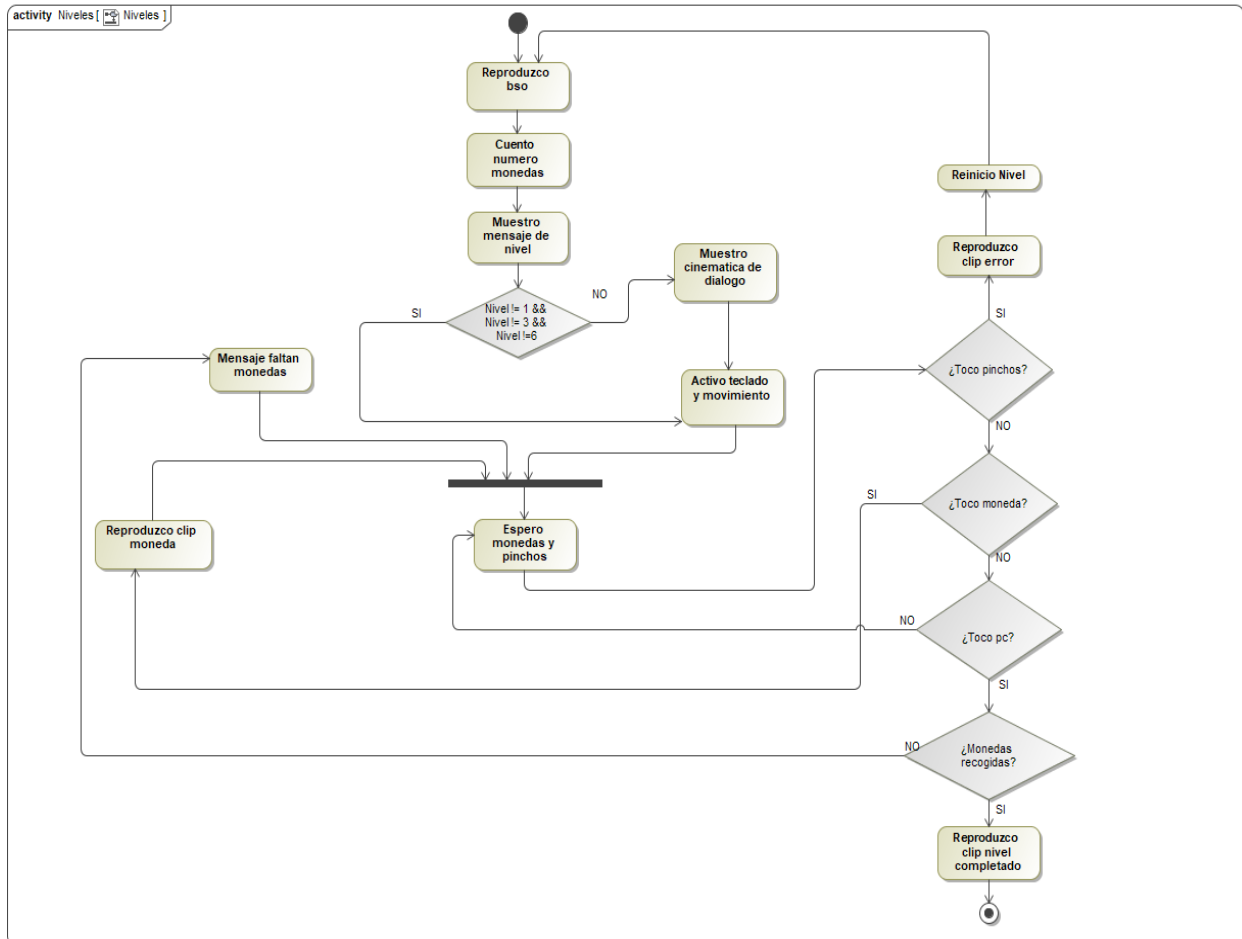 activity Niveles [ Niveles ]
Reproduzco
bso
Cuento
numero
monedas
Muestro
mensaje de
nivel
Nivel != 1 &&
Nivel != 3 &&
Nivel !=6
SI
NO
Muestro
cinematica de
dialogo
Activo teclado
y movimiento
Mensaje faltan
monedas
Reproduzco clip
moneda
Espero
monedas y
pinchos
Reinicio Nivel
Reproduzco
clip error
SI
¿Toco pinchos?
NO
SI
¿Toco moneda?
NO
NO
¿Toco pc?
SI
NO
¿Monedas
recogidas?
SI
Reproduzco
clip nivel
completado